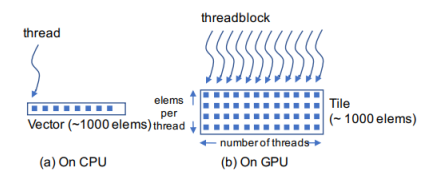 thread
threadblock
elems
per
thread
Tile
(~ 1000 elems)
Vector (~1000 elems)
number of threads
(a) On CPU
(b) On GPU